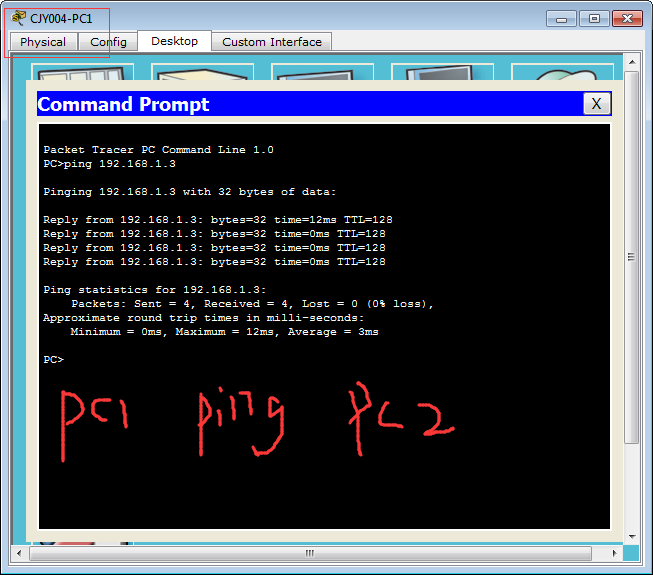 CJY004-PC1
Physical Config Desktop Custom Interface
Command Prompt X
Packet Tracer PC Command Line 1.0
PC>ping 192.168.1.3
Pinging 192.168.1.3 with 32 bytes of data:
Reply from 192.168.1.3: bytes=32 time=12ms TTL=128
Reply from 192.168.1.3: bytes=32 time=0ms TTL=128
Reply from 192.168.1.3: bytes=32 time=0ms TTL=128
Reply from 192.168.1.3: bytes=32 time=0ms TTL=128
Ping statistics for 192.168.1.3:
Packets: Sent = 4, Received = 4, Lost = 0 (0% loss),
Approximate round trip times in milli-seconds:
Minimum = 0ms, Maximum = 12ms, Average = 3ms
PC>
pc1 ping pc2